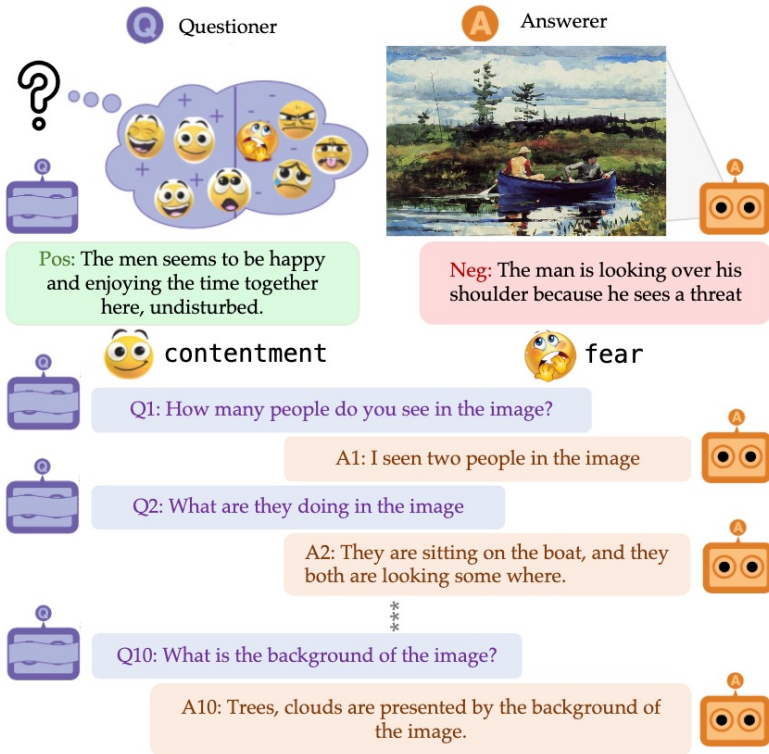 Q Questioner
A Answerer
?
Q
A
Pos: The men seems to be happy
and enjoying the time together
here, undisturbed.
Neg: The man is looking over his
shoulder because he sees a threat
contentment
fear
Q
Q1: How many people do you see in the image?
A
A1: I seen two people in the image
Q
Q2: What are they doing in the image
A
A2: They are sitting on the boat, and they
both are looking some where.
***
Q
Q10: What is the background of the image?
A
A10: Trees, clouds are presented by the background of
the image.